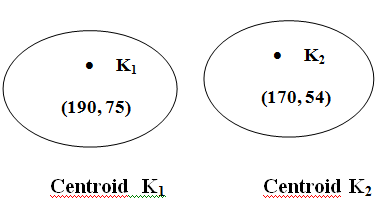 K1
(190, 75)
K2
(170, 54)
Centroid K1
Centroid K2